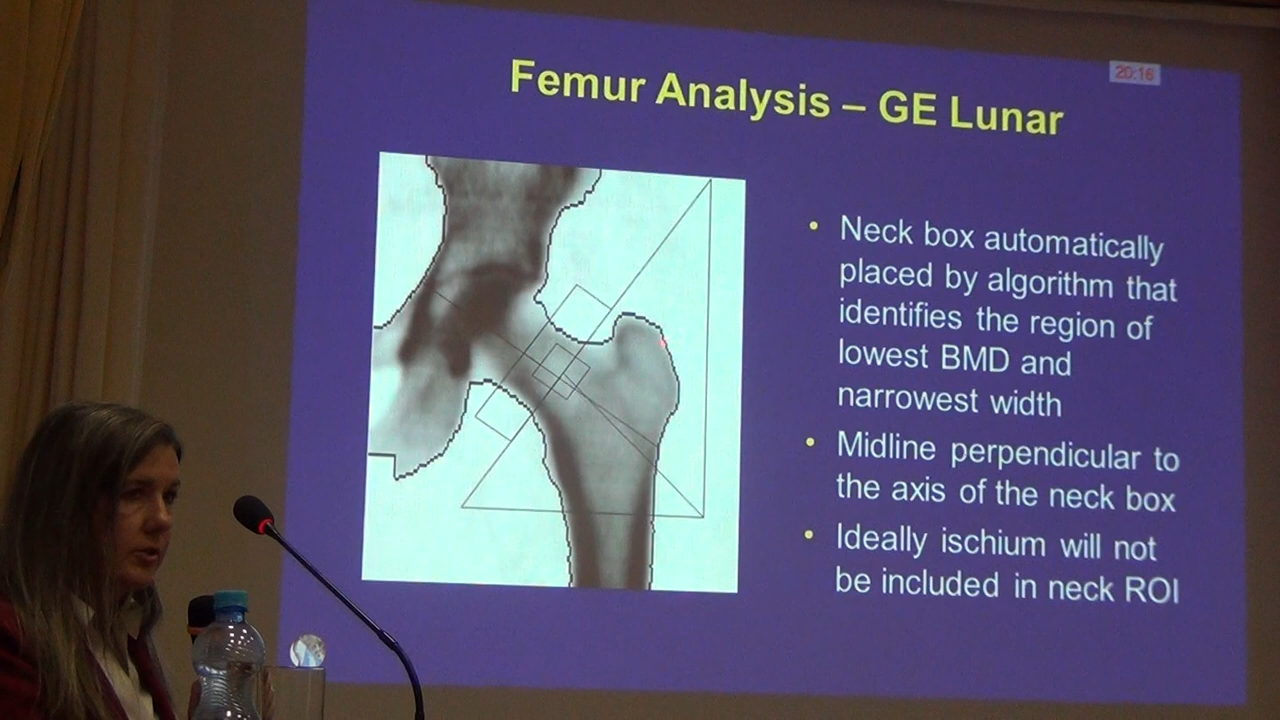 20:16
Femur Analysis – GE Lunar
• Neck box automatically
placed by algorithm that
identifies the region of
lowest BMD and
narrowest width
• Midline perpendicular to
the axis of the neck box
• Ideally ischium will not
be included in neck ROI